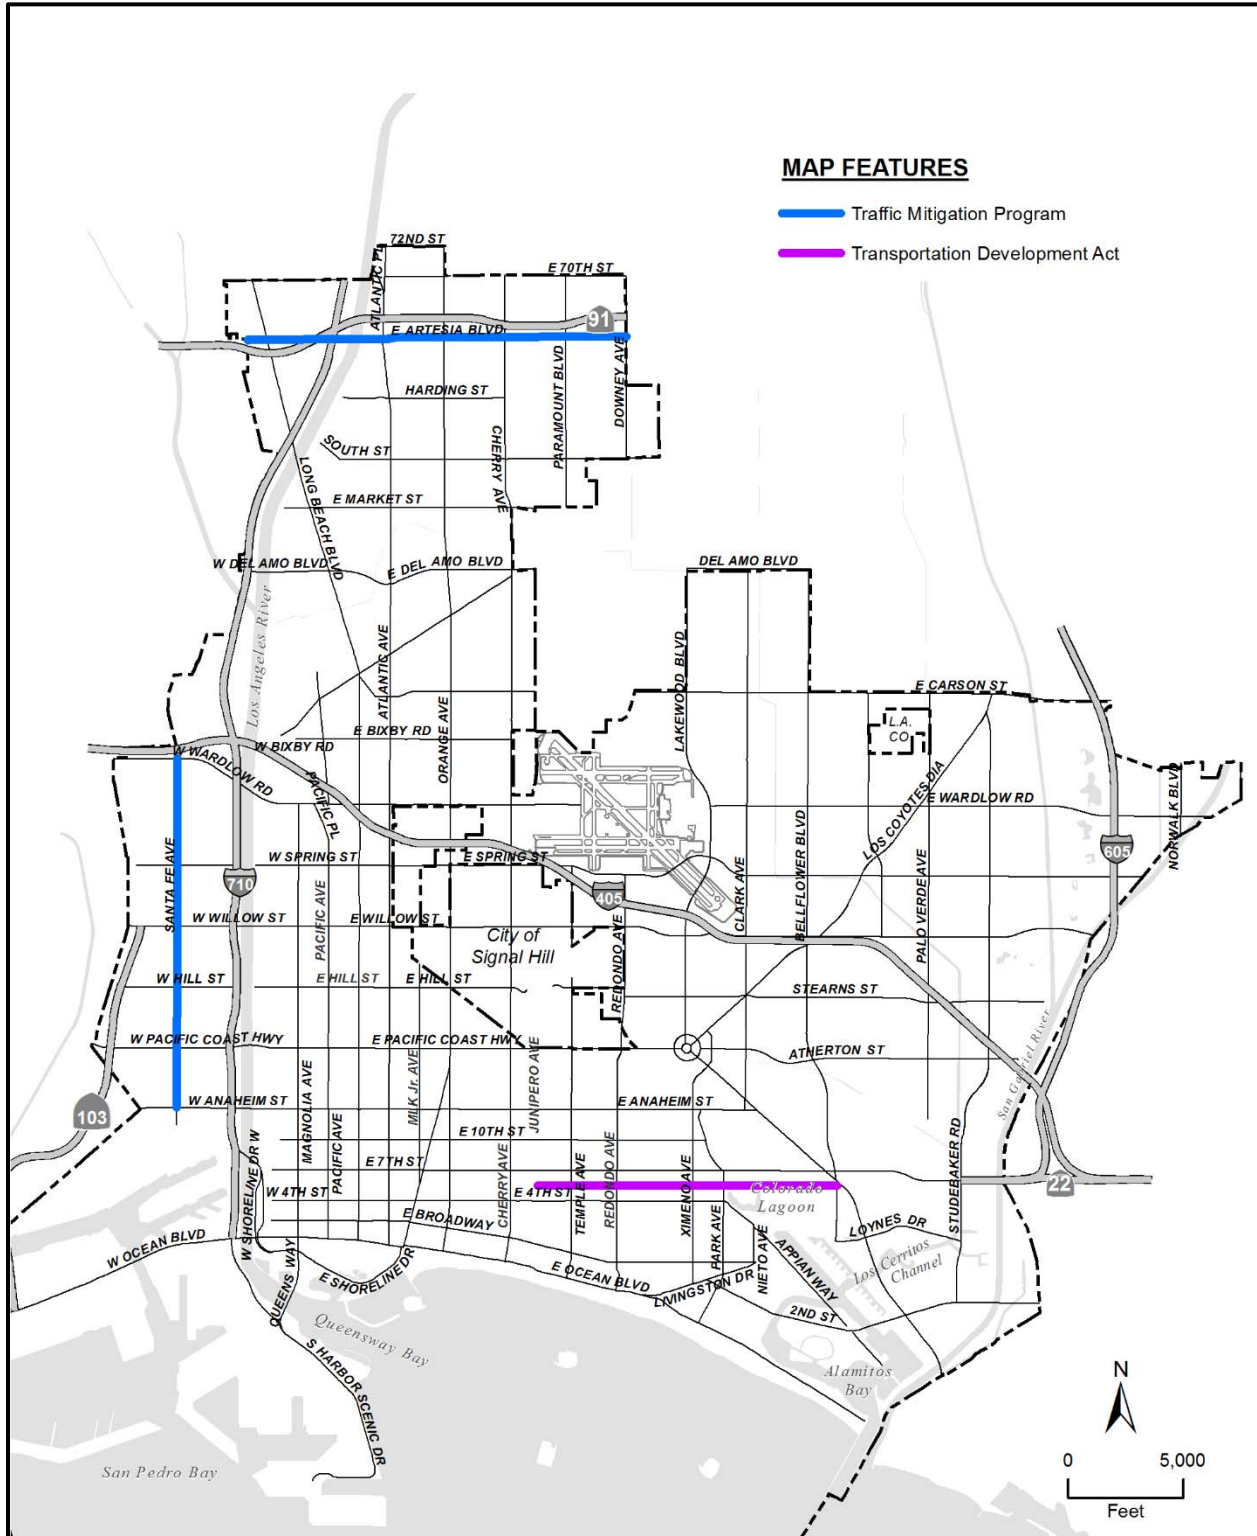 MAP FEATURES
Traffic Mitigation Program
Transportation Development Act
72ND ST
ATLANTIC PL
E 70TH ST
91
E ARTESIA BLVD
PARAMOUNT BLVD
DOWNEY AVE
HARDING ST
CHERRY AVE
SOUTH ST
LONG BEACH BLVD
E MARKET ST
W DEL AMO BLVD
E DEL AMO BLVD
DEL AMO BLVD
Los Angeles River
ATLANTIC AVE
LAKEWOOD BLVD
E CARSON ST
L.A.
CO
ORANGE AVE
E BIXBY RD
W BIXBY RD
W WARDLOW RD
PACIFIC PL
LOS COYOTES DIA
E WARDLOW RD
NORWALK BLVD
BELLFLOWER BLVD
SANTA FE AVE
W SPRING ST
E SPRING ST
605
710
405
CLARK AVE
PALO VERDE AVE
PACIFIC AVE
W WILLOW ST
E WILLOW ST
City of
Signal Hill
REDONDO AVE
W HILL ST
E HILL ST
E HILL ST
STEARNS ST
W PACIFIC COAST HWY
E PACIFIC COAST HWY
ATHERTON ST
San Gabriel River
MLK Jr. AVE
JUNIPERO AVE
MAGNOLIA AVE
W ANAHEIM ST
E ANAHEIM ST
103
E 10TH ST
PACIFIC AVE
W SHORELINE DR
W
E 7TH ST
CHERRY AVE
TEMPLE AVE
REDONDO AVE
XIMENO AVE
STUDEBAKER RD
22
W 4TH ST
E 4TH ST
Colorado
Lagoon
PARK AVE
NIETO AVE
APPIAN WAY
LOYNES DR
E BROADWAY
W OCEAN BLVD
QUEENS WAY
E SHORELINE DR
E OCEAN BLVD
LIVINGSTON DR
Los Cerritos
Channel
2ND ST
Queensway Bay
S HARBOR SCENIC DR
Alamitos
Bay
San Pedro Bay
N
0 5,000
Feet